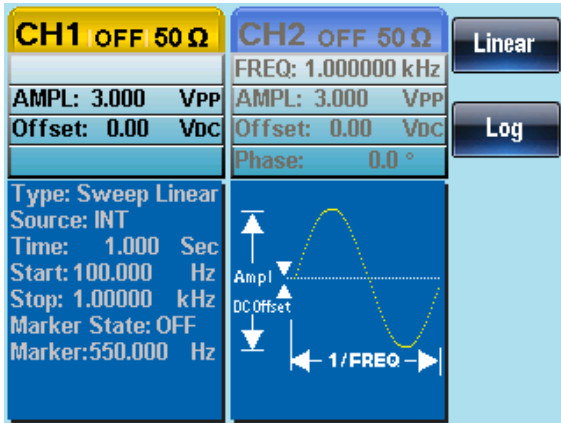 CH1 OFF 50 Ω
AMPL: 3.000 VPP
Offset: 0.00 VDC
Type: Sweep Linear
Source: INT
Time: 1.000 Sec
Start: 100.000 Hz
Stop: 1.00000 kHz
Marker State: OFF
Marker:550.000 Hz
CH2 OFF 50 Ω
FREQ: 1.000000 kHz
AMPL: 3.000 VPP
Offset: 0.00 VDC
Phase: 0.0 °
Ampl
DC Offset
1/FREQ
Linear
Log